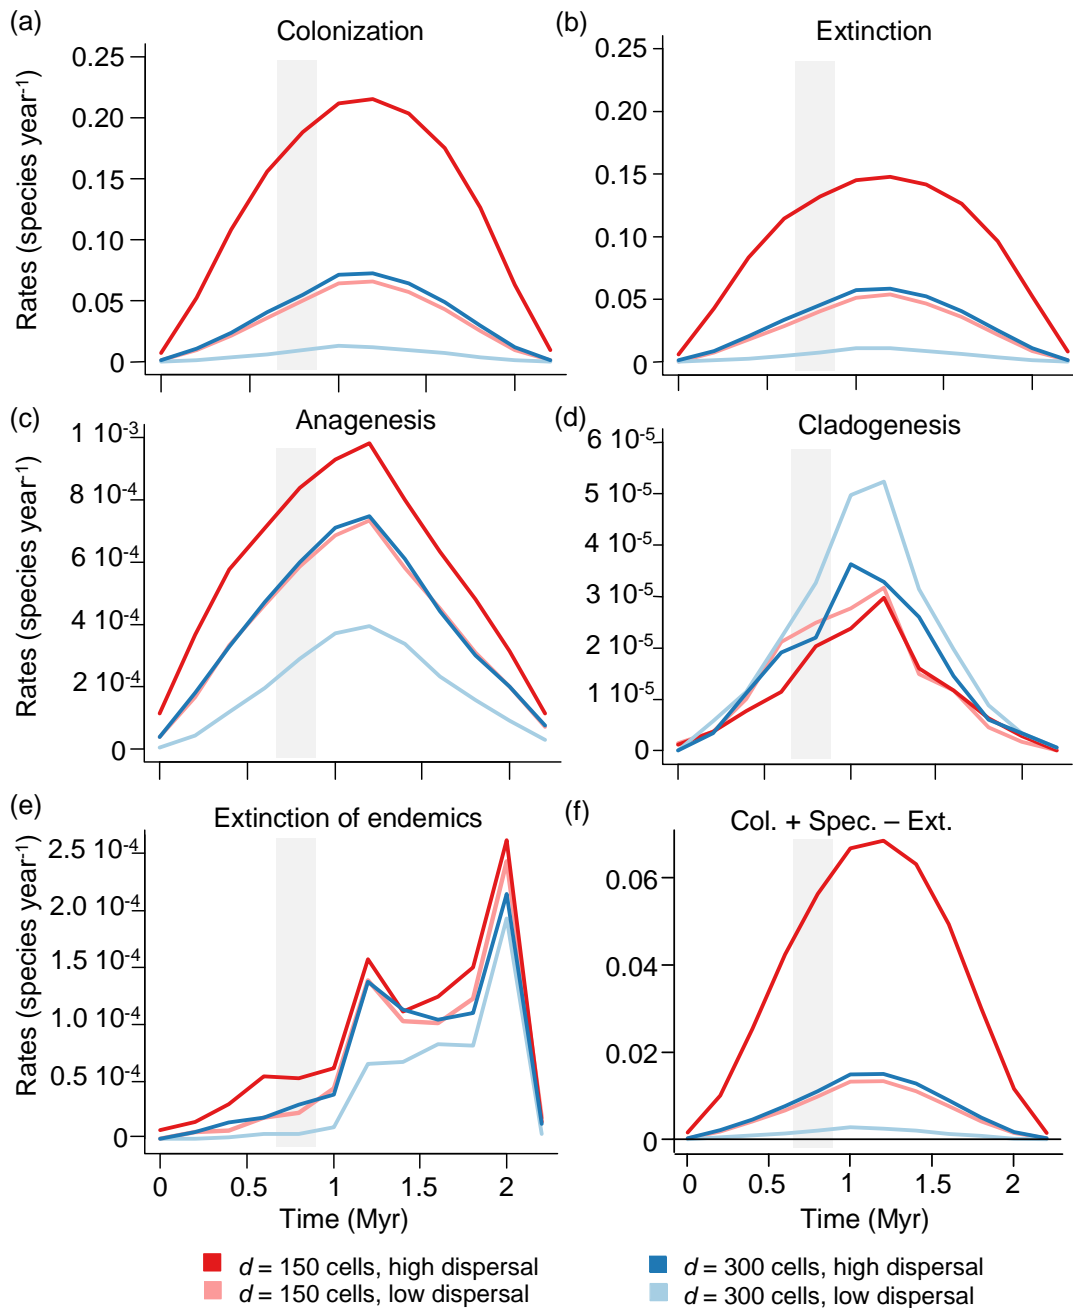 (a)
Colonization
(b)
Extinction
0.25
0.20
0.15
0.10
0.05
0
Rates (species year-1)
0.25
0.20
0.15
0.10
0.05
0
(c)
Anagenesis
(d)
Cladogenesis
1 10-3
8 10-4
6 10-4
4 10-4
2 10-4
0
Rates (species year-1)
6 10-5
5 10-5
4 10-5
3 10-5
2 10-5
1 10-5
0
(e)
Extinction of endemics
(f)
Col. + Spec. – Ext.
2.5 10-4
2.0 10-4
1.5 10-4
1.0 10-4
0.5 10-4
0
Rates (species year-1)
0.06
0.04
0.02
0
0 0.5 1 1.5 2
Time (Myr)
0 0.5 1 1.5 2
Time (Myr)
d = 150 cells, high dispersal
d = 150 cells, low dispersal
d = 300 cells, high dispersal
d = 300 cells, low dispersal